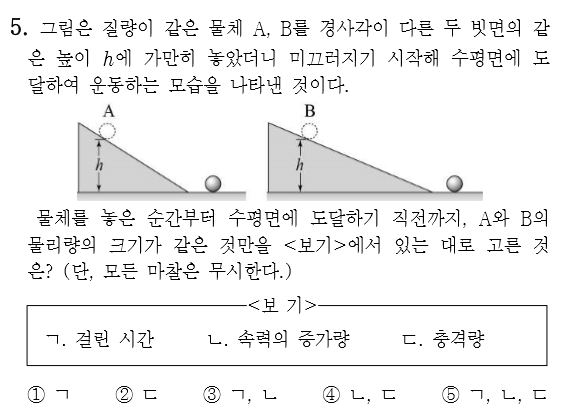 5. 그림은 질량이 같은 물체 A, B를 경사각이 다른 두 빗면의 같
은 높이 h에 가만히 놓았더니 미끄러지기 시작해 수평면에 도
달하여 운동하는 모습을 나타낸 것이다.
A
B
h
h
물체를 놓은 순간부터 수평면에 도달하기 직전까지, A와 B의
물리량의 크기가 같은 것만을 <보기>에서 있는 대로 고른 것
은? (단, 모든 마찰은 무시한다.)
<보 기>
ㄱ. 걸린 시간 ㄴ. 속력의 증가량 ㄷ. 충격량
① ㄱ ② ㄷ ③ ㄱ, ㄴ ④ ㄴ, ㄷ ⑤ ㄱ, ㄴ, ㄷ